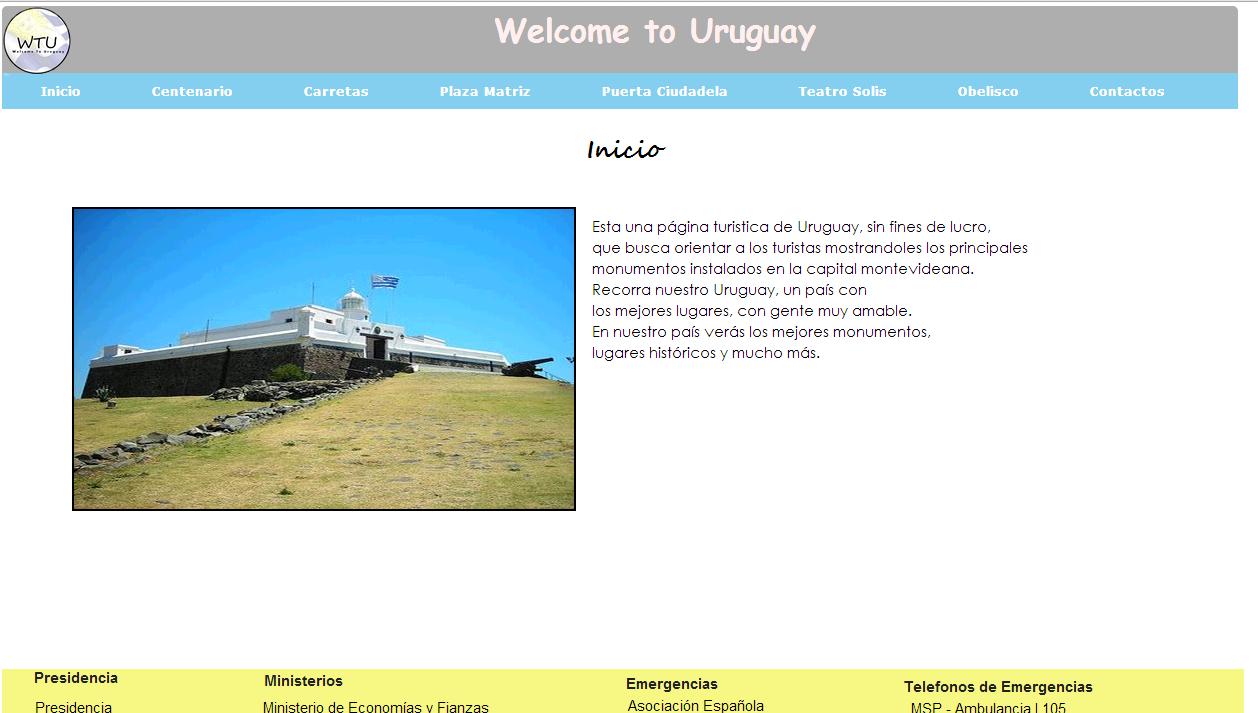 WTU
Welcome To Uruguay
Welcome to Uruguay
Inicio Centenario Carretas Plaza Matriz Puerta Ciudadela Teatro Solis Obelisco Contactos
Inicio
Esta una página turistica de Uruguay, sin fines de lucro,
que busca orientar a los turistas mostrandoles los principales
monumentos instalados en la capital montevideana.
Recorra nuestro Uruguay, un país con
los mejores lugares, con gente muy amable.
En nuestro país verás los mejores monumentos,
lugares históricos y mucho más.
Presidencia Ministerios Emergencias Telefonos de Emergencias
Presidencia Ministerio de Economías y Fianzas Asociación Española MSP - Ambulancia | 105